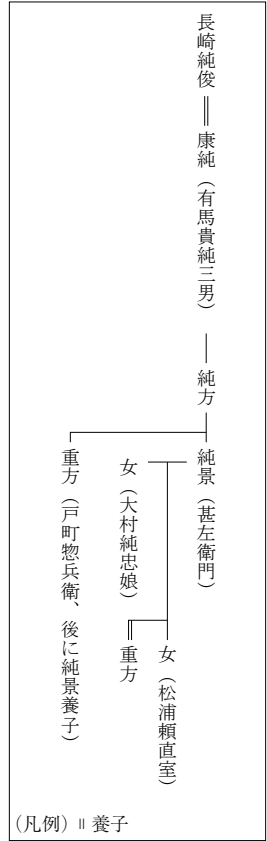 長崎純俊
康純（有馬貴純三男）
純方
純景（甚左衛門）
女（大村純忠娘）
重方（戸町惣兵衛、後に純景養子）
女（松浦頼直室）
重方
（凡例）॥養子